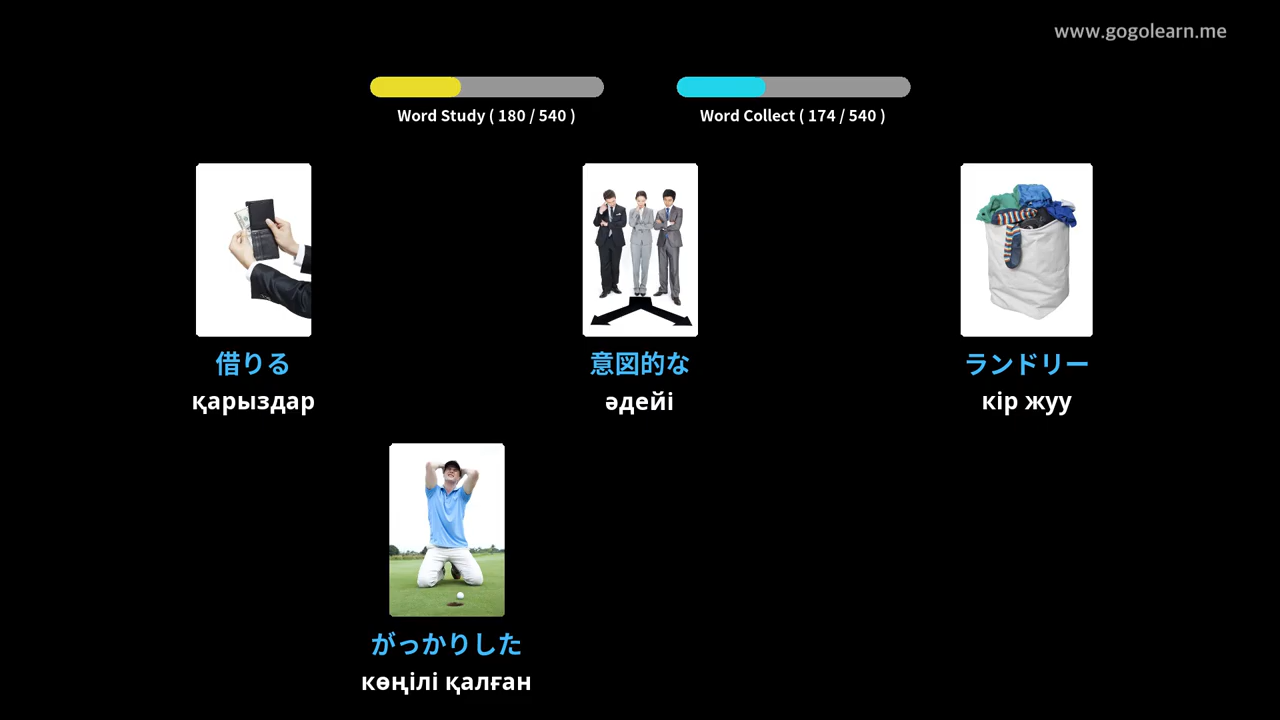 www.gogolearn.me
Word Study ( 180 / 540 )
Word Collect ( 174 / 540 )
借りる
қарыздар
意図的な
әдейі
ランドリー
кір жуу
がっかりした
көңілі қалған